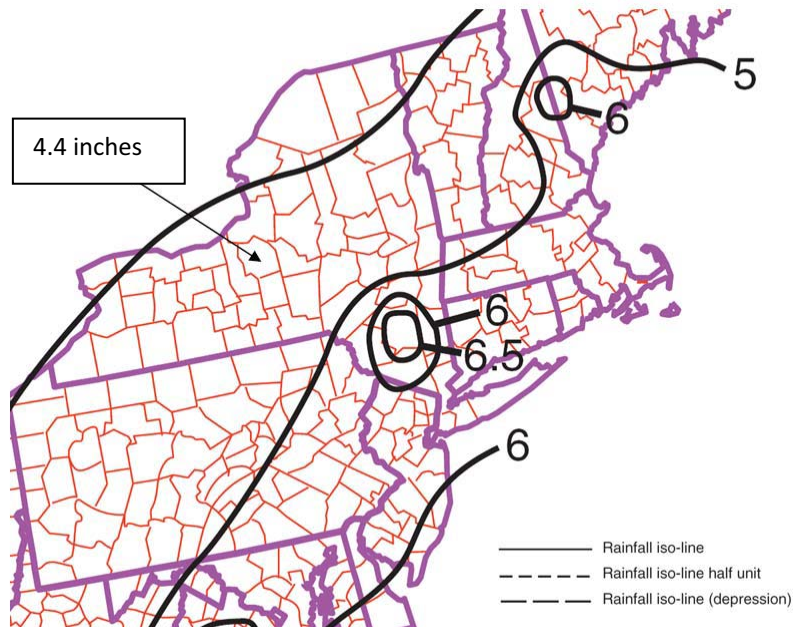 5
6
4.4 inches
6
6.5
6
Rainfall iso-line
Rainfall iso-line half unit
Rainfall iso-line (depression)